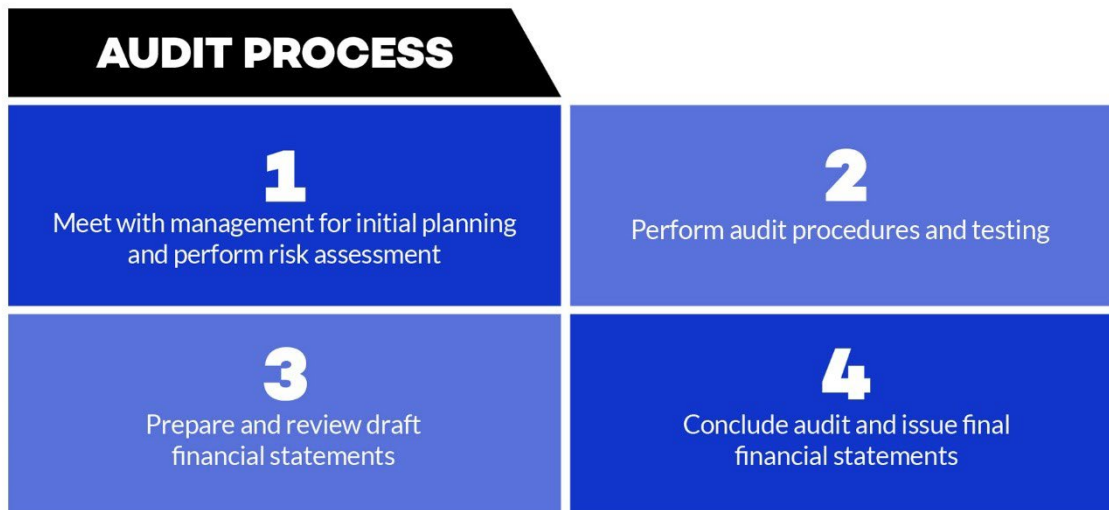 AUDIT PROCESS
1
Meet with management for initial planning
and perform risk assessment
2
Perform audit procedures and testing
3
Prepare and review draft
financial statements
4
Conclude audit and issue final
financial statements